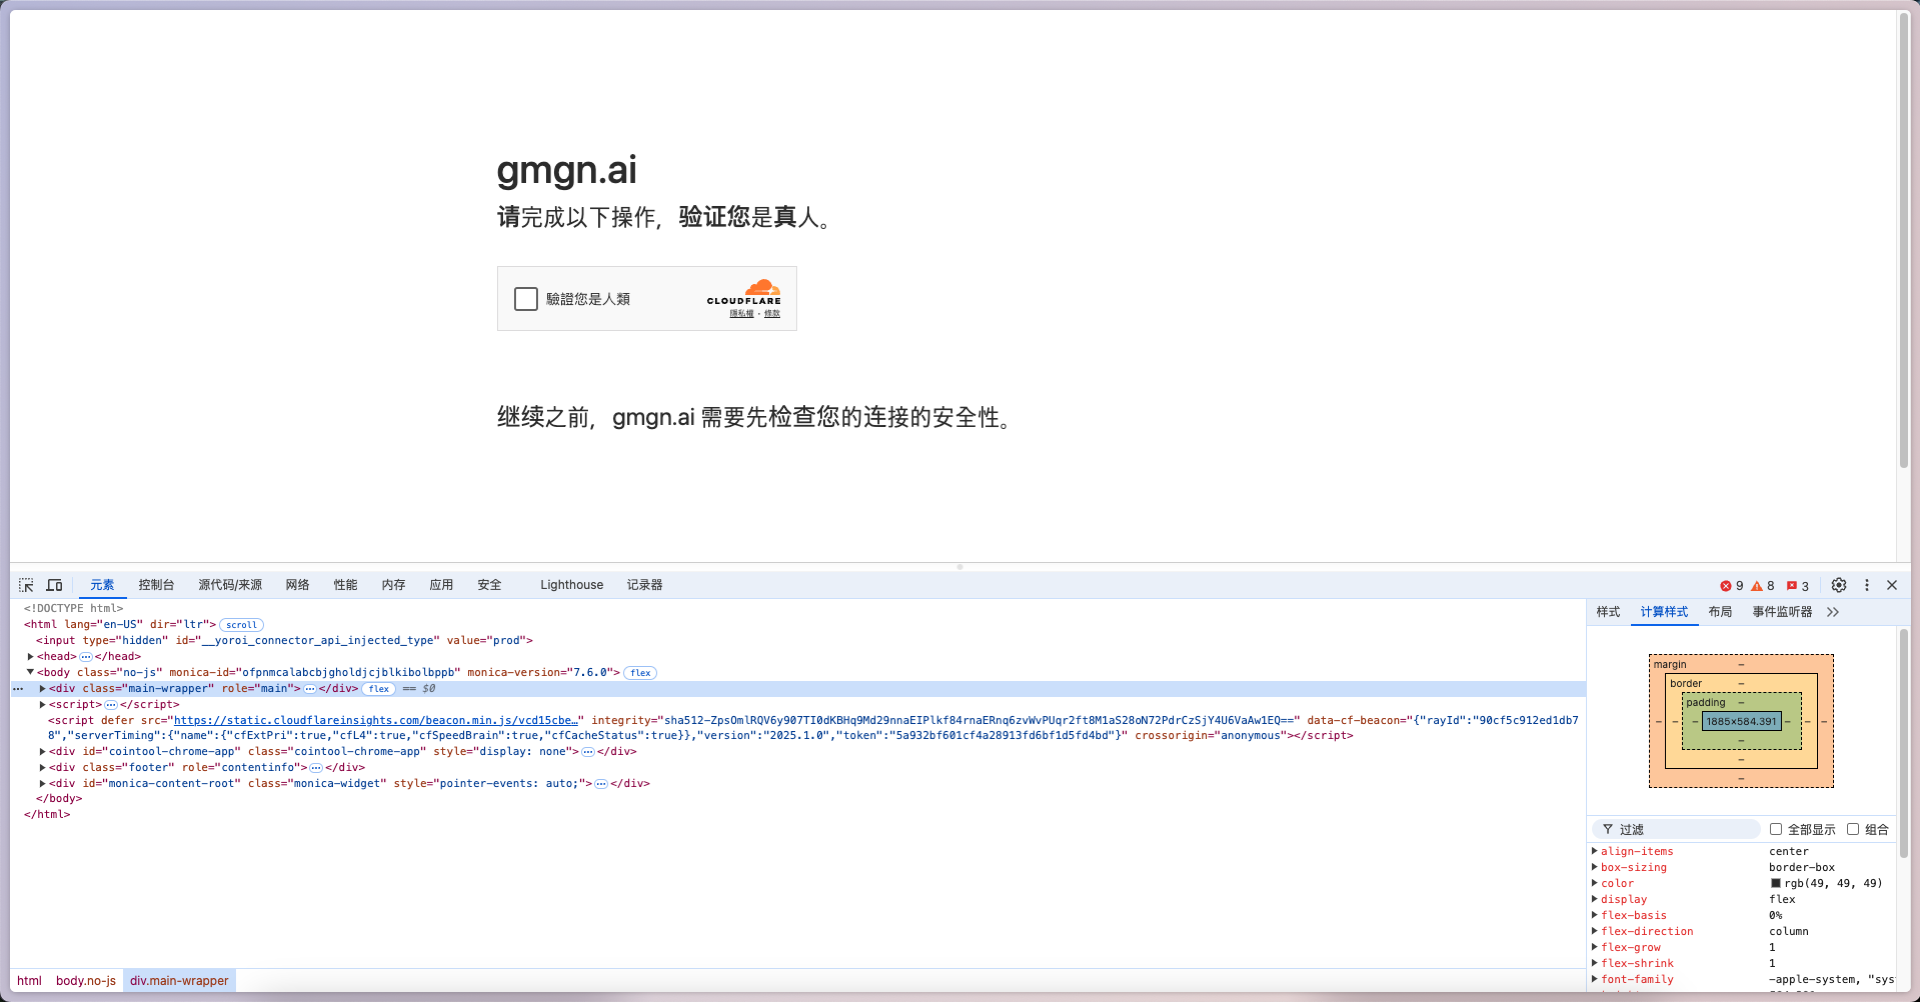 gmgn.ai
请完成以下操作，验证您是真人。
驗證您是人類
CLOUDFLARE
隱私權 • 條款
继续之前，gmgn.ai 需要先检查您的连接的安全性。
元素 控制台 源代码/来源 网络 性能 内存 应用 安全 Lighthouse 记录器 9 8 3
<!DOCTYPE html>
<html lang="en-US" dir="ltr"> scroll
<input type="hidden" id="__yoroi_connector_api_injected_type" value="prod">
<head> … </head>
<body class="no-js" monica-id="ofpnmcalabcbjgholdjcjblkibolbppb" monica-version="7.6.0"> flex
… <div class="main-wrapper" role="main"> … </div> flex == $0
<script> … </script>
<script defer src="https://static.cloudflareinsights.com/beacon.min.js/vcd15cbe…" integrity="sha512-ZpsOmlRQV6y907TI0dKBHq9Md29nnaEIPlkf84rnaERnq6zvWvPUqr2ft8M1aS28oN72PdrCzSjY4U6VaAw1EQ==" data-cf-beacon="{"rayId":"90cf5c912ed1db7
8","serverTiming":{"name":{"cfExtPri":true,"cfL4":true,"cfSpeedBrain":true,"cfCacheStatus":true}},"version":"2025.1.0","token":"5a932bf601cf4a28913fd6bf1d5fd4bd"}" crossorigin="anonymous"></script>
<div id="cointool-chrome-app" class="cointool-chrome-app" style="display: none"> … </div>
<div class="footer" role="contentinfo"> … </div>
<div id="monica-content-root" class="monica-widget" style="pointer-events: auto;"> … </div>
</body>
</html>
html body.no-js div.main-wrapper
样式 计算样式 布局 事件监听器
margin –
border –
padding –
– – – 1885×584.391 – – –
–
–
–
过滤 全部显示 组合
align-items center
box-sizing border-box
color rgb(49, 49, 49)
display flex
flex-basis 0%
flex-direction column
flex-grow 1
flex-shrink 1
font-family -apple-system, "sys